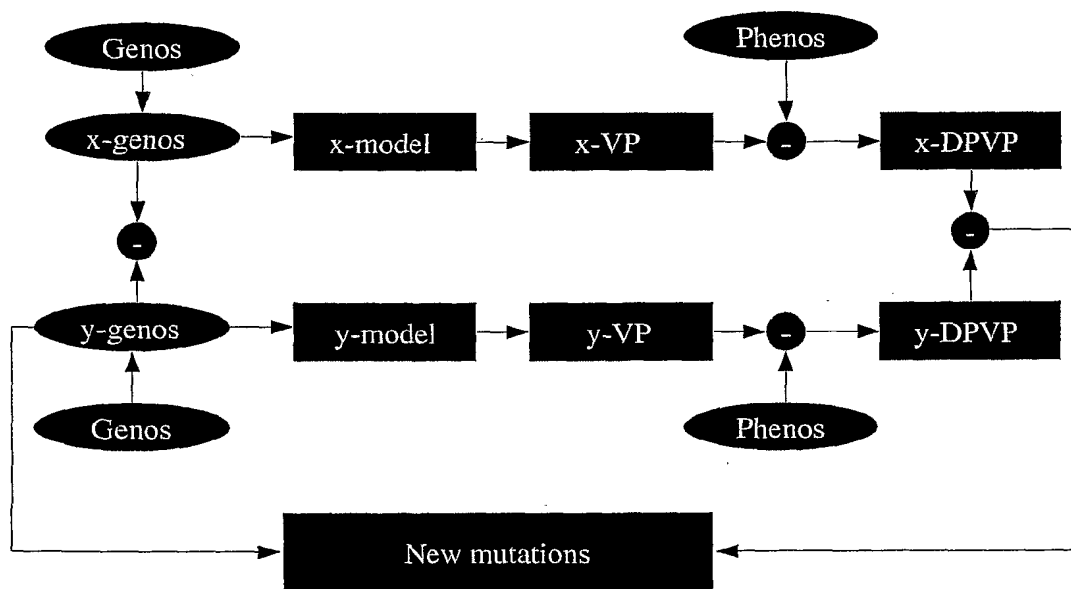 Genos
Phenos
x-genos
x-model
x-VP
-
x-DPVP
-
-
y-genos
y-model
y-VP
-
y-DPVP
Genos
Phenos
New mutations